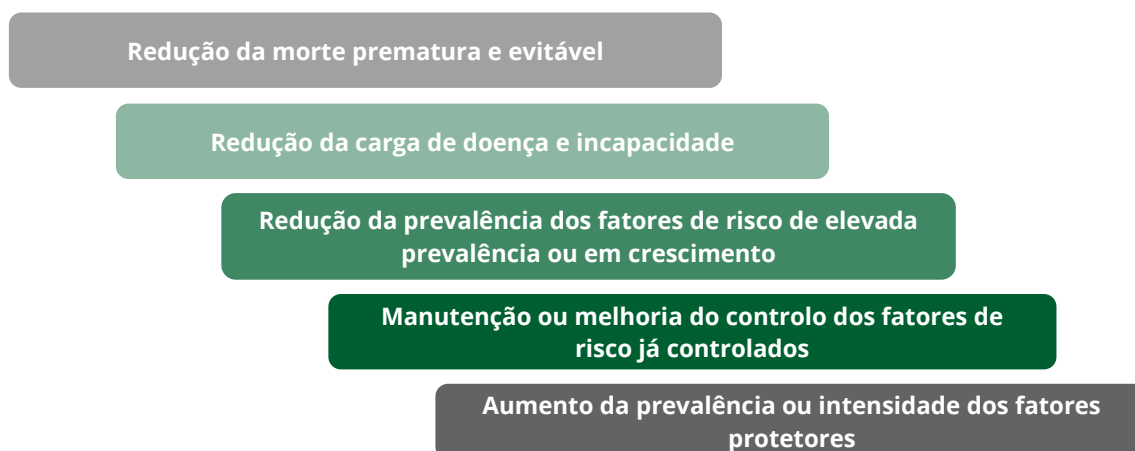 Redução da morte prematura e evitável
Redução da carga de doença e incapacidade
Redução da prevalência dos fatores de risco de elevada
prevalência ou em crescimento
Manutenção ou melhoria do controlo dos fatores de
risco já controlados
Aumento da prevalência ou intensidade dos fatores
protetores